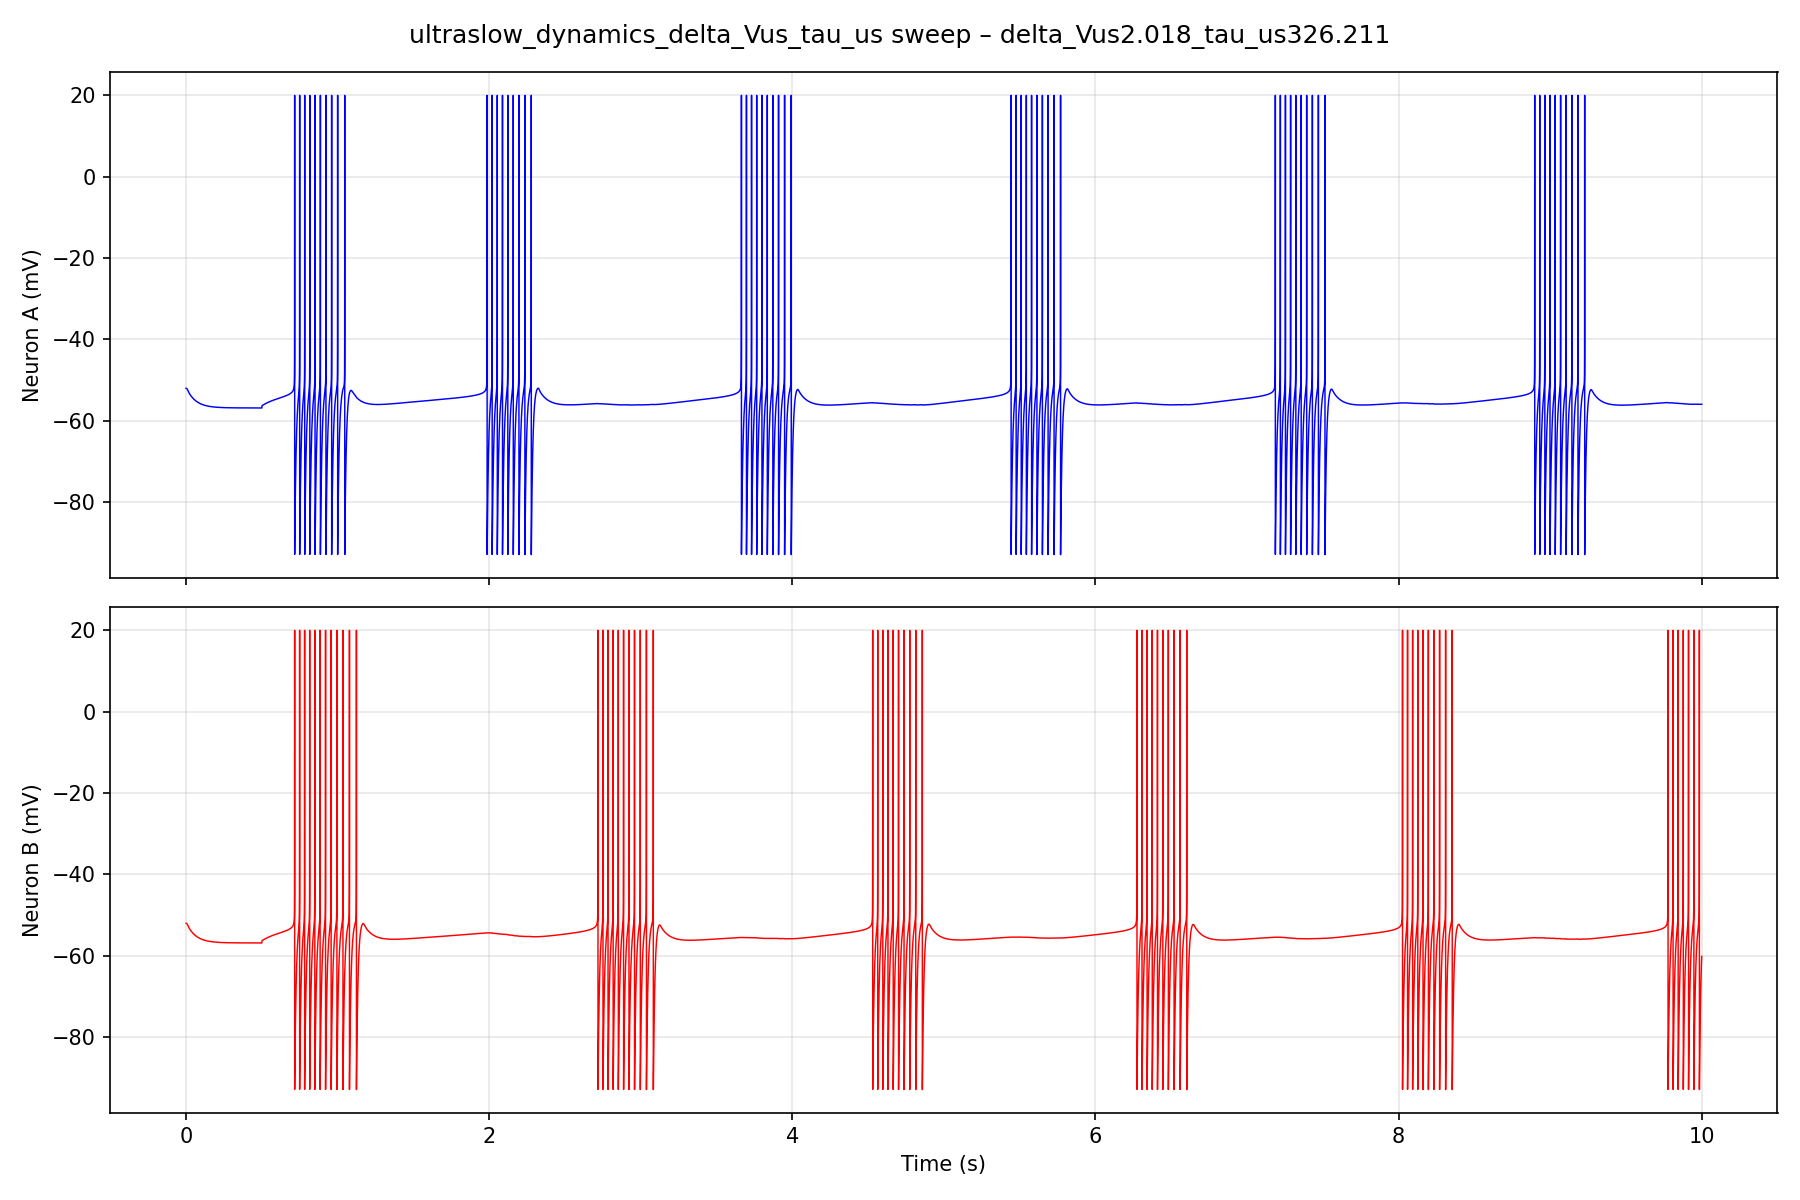 ultraslow_dynamics_delta_Vus_tau_us sweep – delta_Vus2.018_tau_us326.211
Neuron A (mV)
20
0
−20
−40
−60
−80
Neuron B (mV)
20
0
−20
−40
−60
−80
0 2 4 6 8 10
Time (s)